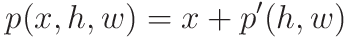 p(x, h, w) = x + p′(h, w)